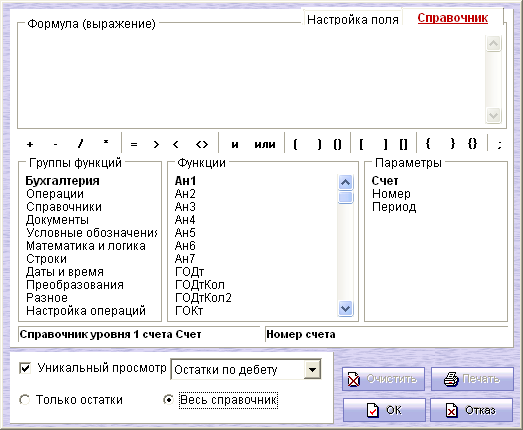 Настройка поля Справочник
Формула (выражение)
+ - / * = > < <> и или ( ) () [ ] [] { } {} ;
Группы функций
Бухгалтерия
Операции
Справочники
Документы
Условные обозначения
Математика и логика
Строки
Даты и время
Преобразования
Разное
Настройка операций
Функции
Ан1
Ан2
Ан3
Ан4
Ан5
Ан6
Ан7
ГОДт
ГОДтКол
ГОДтКол2
ГОКт
Параметры
Счет
Номер
Период
Справочник уровня 1 счета Счет
Номер счета
Уникальный просмотр
Остатки по дебету
Только остатки
Весь справочник
Очистить
Печать
OK
Отказ